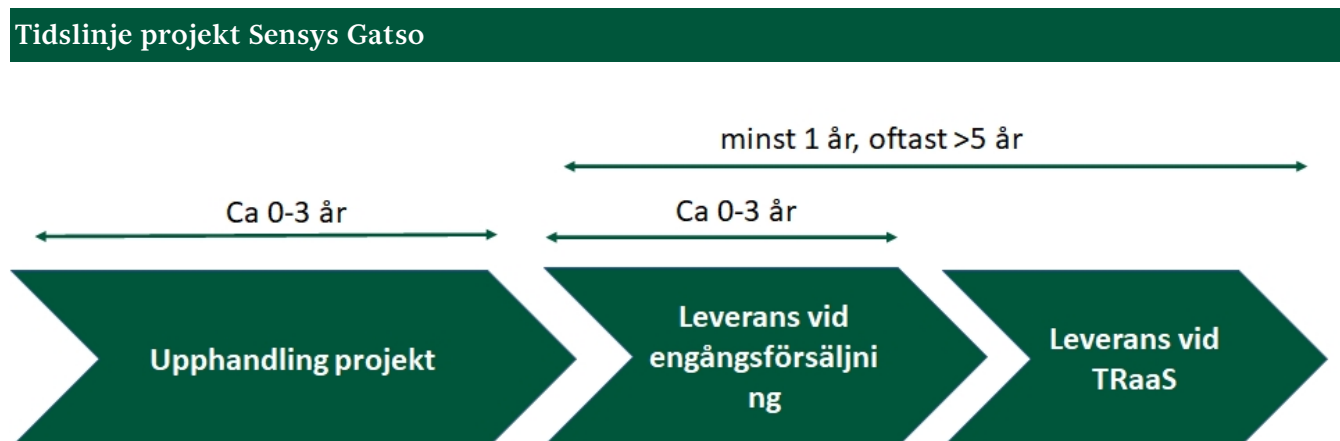 Tidslinje projekt Sensys Gatso
minst 1 år, oftast >5 år
Ca 0-3 år
Ca 0-3 år
Upphandling projekt
Leverans vid
engångsförsäljni
ng
Leverans vid
TRaaS